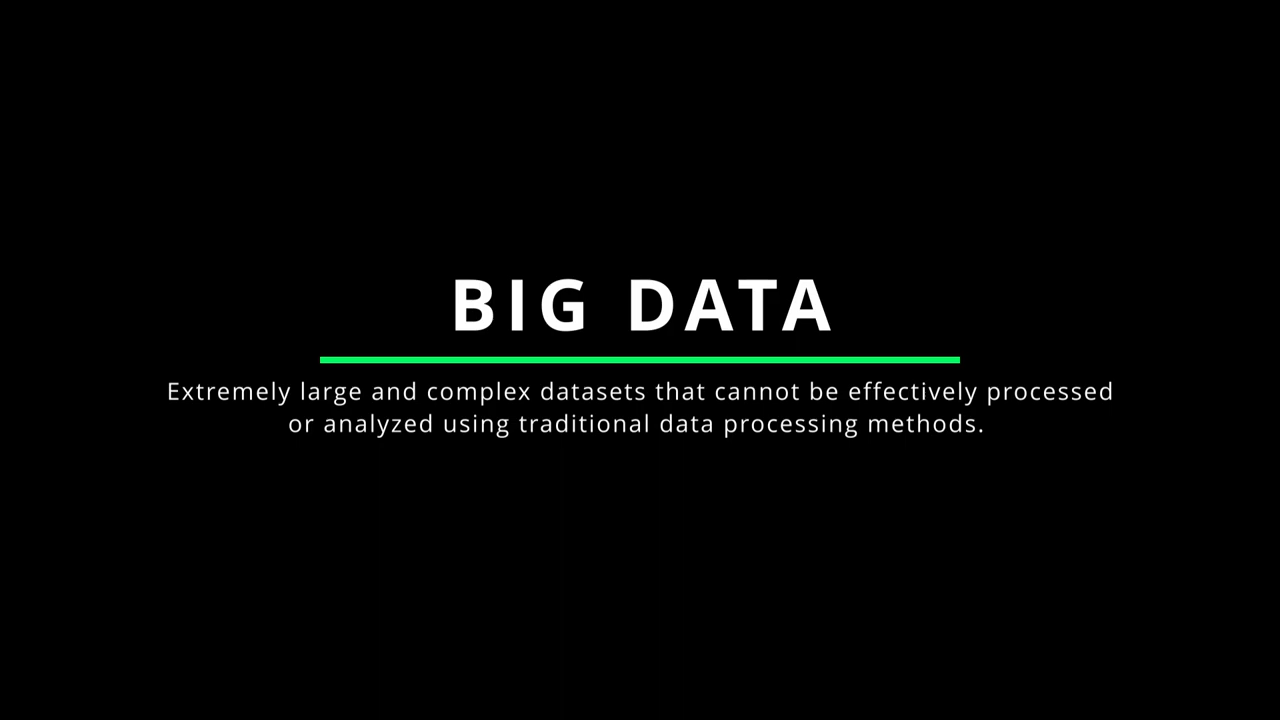 BIG DATA
Extremely large and complex datasets that cannot be effectively processed
or analyzed using traditional data processing methods.